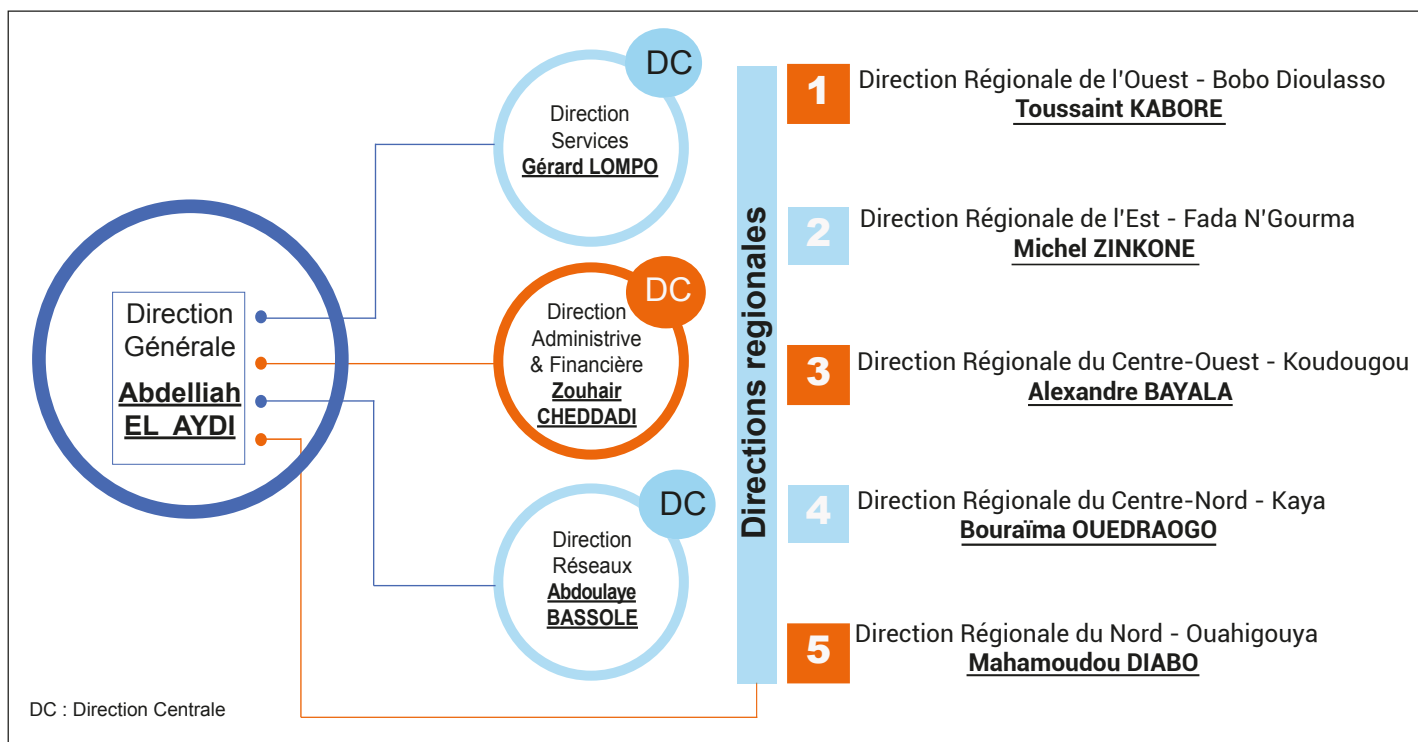 Direction
Générale
Abdelliah
EL AYDI
DC
Direction
Services
Gérard LOMPO
DC
Direction
Administrive
& Financière
Zouhair
CHEDDADI
DC
Direction
Réseaux
Abdoulaye
BASSOLE
Directions regionales
1
Direction Régionale de l'Ouest - Bobo Dioulasso
Toussaint KABORE
2
Direction Régionale de l'Est - Fada N'Gourma
Michel ZINKONE
3
Direction Régionale du Centre-Ouest - Koudougou
Alexandre BAYALA
4
Direction Régionale du Centre-Nord - Kaya
Bouraïma OUEDRAOGO
5
Direction Régionale du Nord - Ouahigouya
Mahamoudou DIABO
DC : Direction Centrale